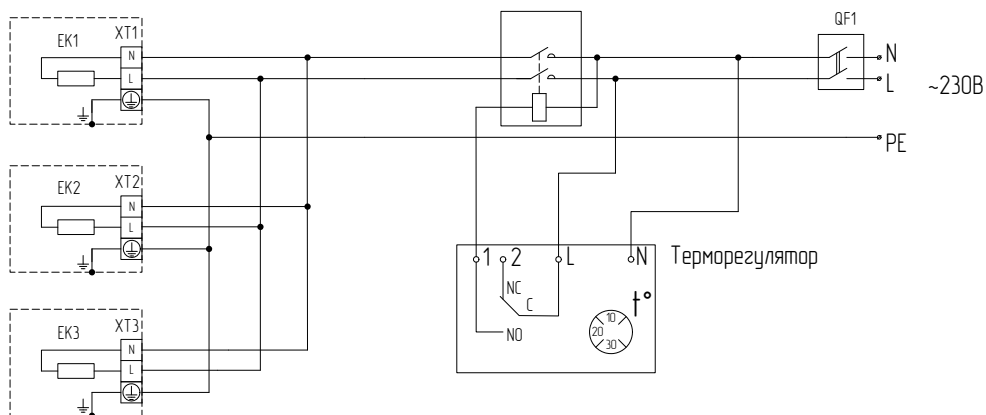 EK1
XT1
N
L
QF1
N
L
~230В
PE
EK2
XT2
N
L
1
2
L
N
Терморегулятор
NC
C
NO
t°
10
20
30
EK3
XT3
N
L